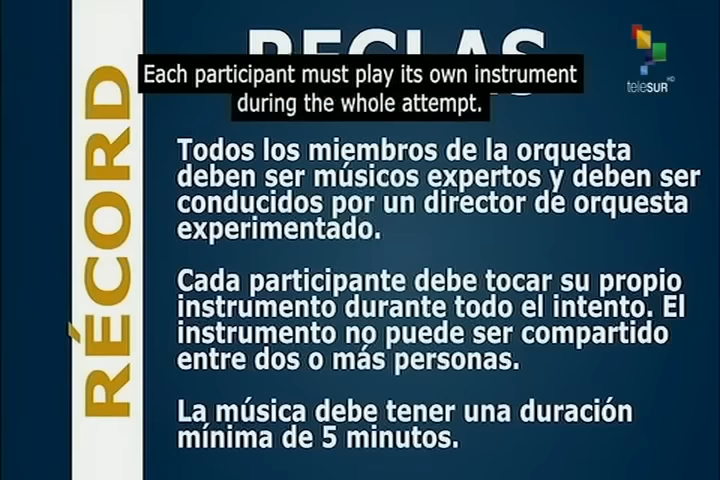 REGLAS
Each participant must play its own instrument
during the whole attempt.
teleSUR HD
RÉCORD
Todos los miembros de la orquesta
deben ser músicos expertos y deben ser
conducidos por un director de orquesta
experimentado.
Cada participante debe tocar su propio
instrumento durante todo el intento. El
instrumento no puede ser compartido
entre dos o más personas.
La música debe tener una duración
mínima de 5 minutos.